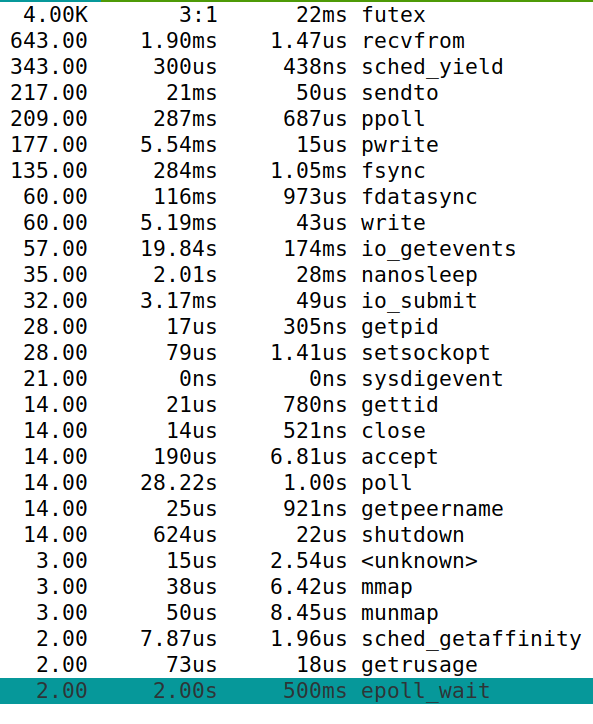 4.00K 3:1 22ms futex
643.00 1.90ms 1.47us recvfrom
343.00 300us 438ns sched_yield
217.00 21ms 50us sendto
209.00 287ms 687us ppoll
177.00 5.54ms 15us pwrite
135.00 284ms 1.05ms fsync
60.00 116ms 973us fdatasync
60.00 5.19ms 43us write
57.00 19.84s 174ms io_getevents
35.00 2.01s 28ms nanosleep
32.00 3.17ms 49us io_submit
28.00 17us 305ns getpid
28.00 79us 1.41us setsockopt
21.00 0ns 0ns sysdigevent
14.00 21us 780ns gettid
14.00 14us 521ns close
14.00 190us 6.81us accept
14.00 28.22s 1.00s poll
14.00 25us 921ns getpeername
14.00 624us 22us shutdown
3.00 15us 2.54us <unknown>
3.00 38us 6.42us mmap
3.00 50us 8.45us munmap
2.00 7.87us 1.96us sched_getaffinity
2.00 73us 18us getrusage
2.00 2.00s 500ms epoll_wait